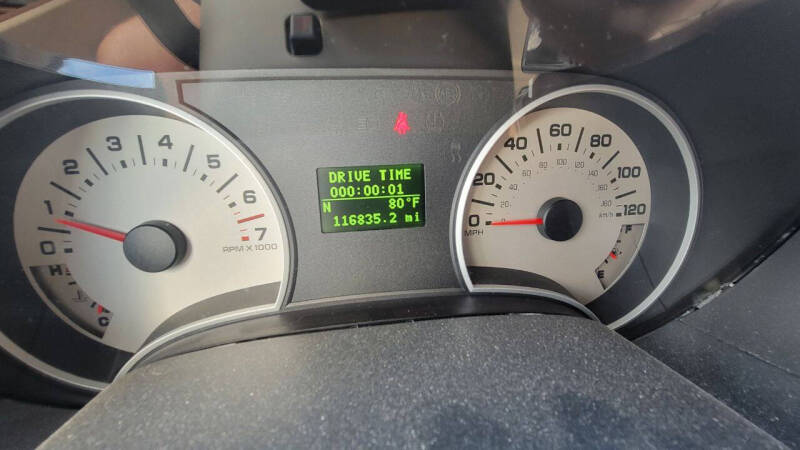 0 1 2 3 4 5 6 7
RPM X 1000
H
C
DRIVE TIME
000:00:01
N 80°F
116835.2 mi
0 20 40 60 80 100 120
MPH
km/h
F
E